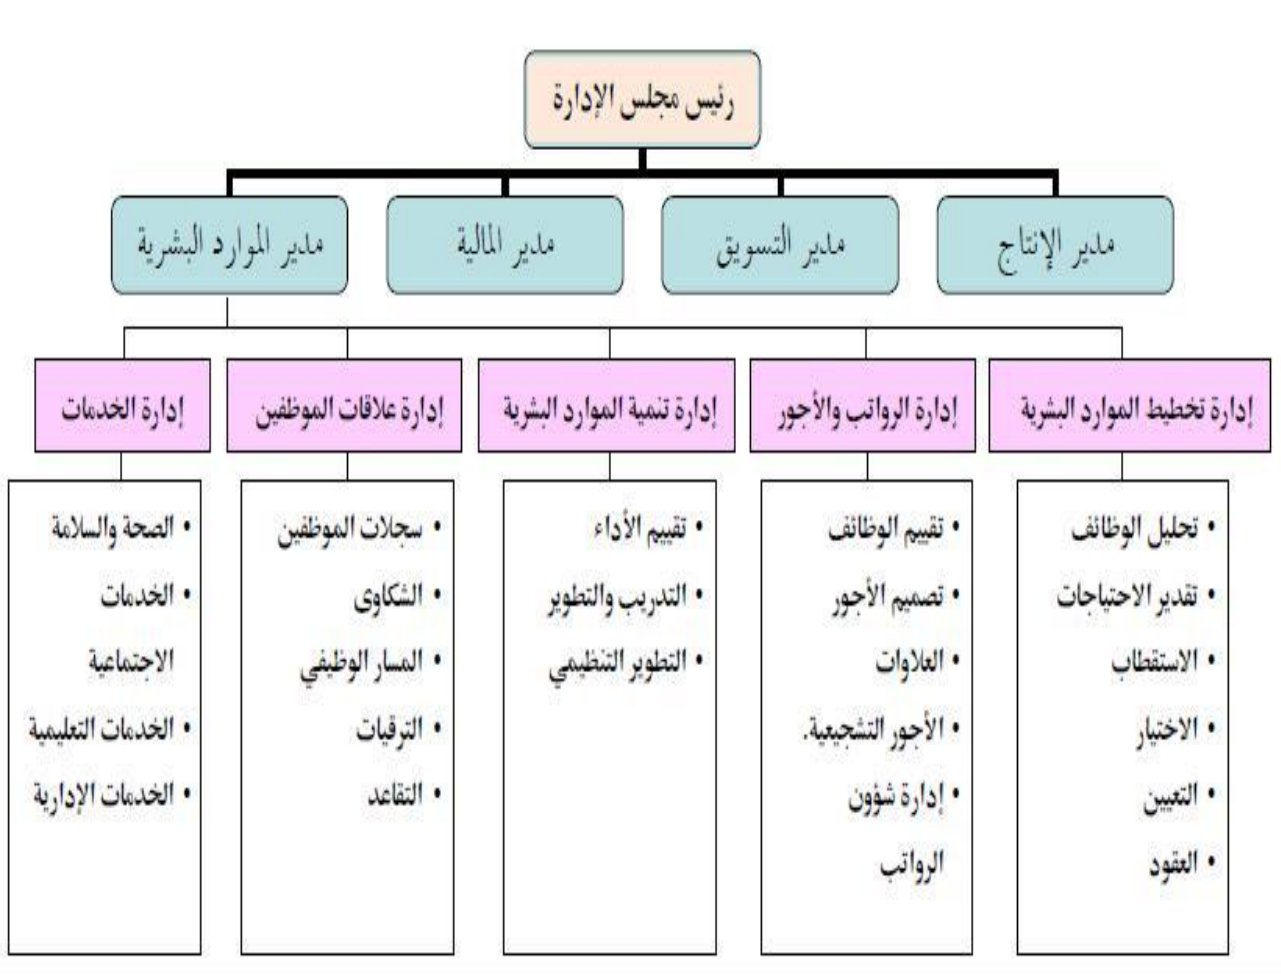 رئيس مجلس الإدارة
مدير الإنتاج
مدير التسويق
مدير المالية
مدير الموارد البشرية
إدارة تخطيط الموارد البشرية
إدارة الرواتب والأجور
إدارة تنمية الموارد البشرية
إدارة علاقات الموظفين
إدارة الخدمات
• تحليل الوظائف
• تقدير الاحتياجات
• الاستقطاب
• الاختيار
• التعيين
• العقود
• تقييم الوظائف
• تصميم الأجور
• العلاوات
• الأجور التشجيعية.
• إدارة شؤون
الرواتب
• تقييم الأداء
• التدريب والتطوير
• التطوير التنظيمي
• سجلات الموظفين
• الشكاوى
• المسار الوظيفي
• الترقيات
• التقاعد
• الصحة والسلامة
• الخدمات
الاجتماعية
• الخدمات التعليمية
• الخدمات الإدارية